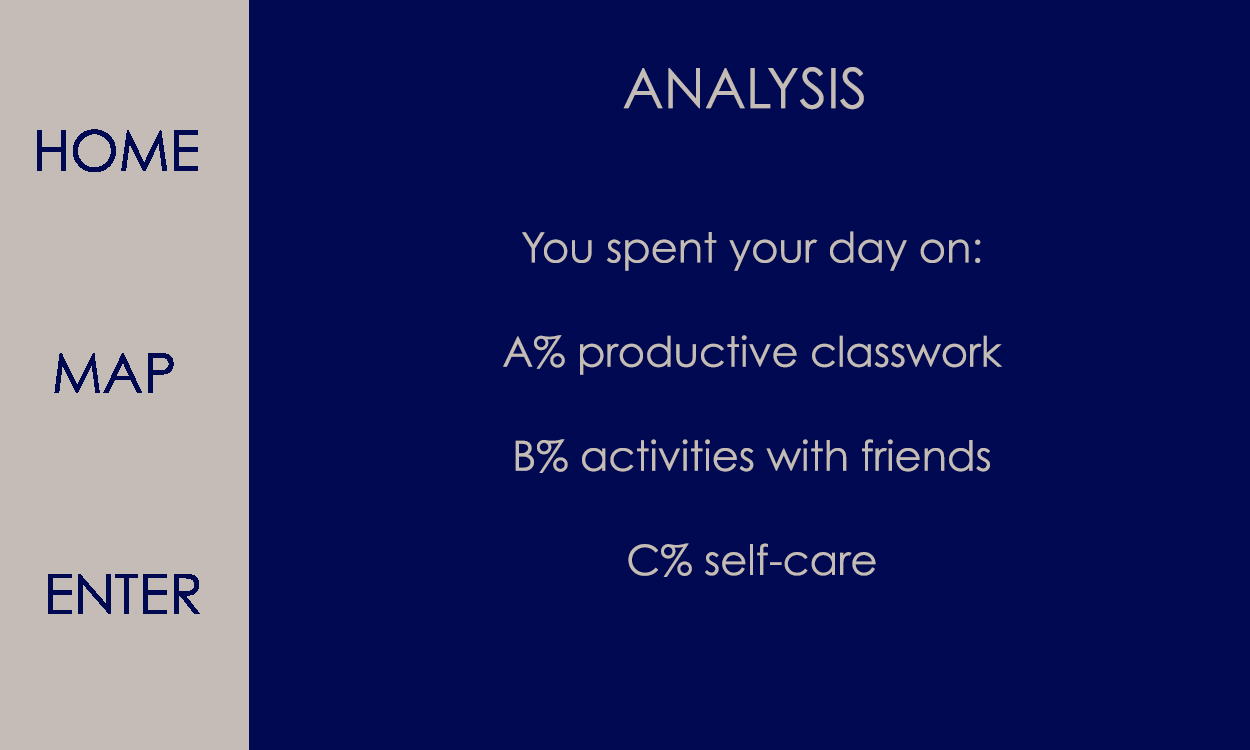 HOME
MAP
ENTER
ANALYSIS
You spent your day on:
A% productive classwork
B% activities with friends
C% self-care